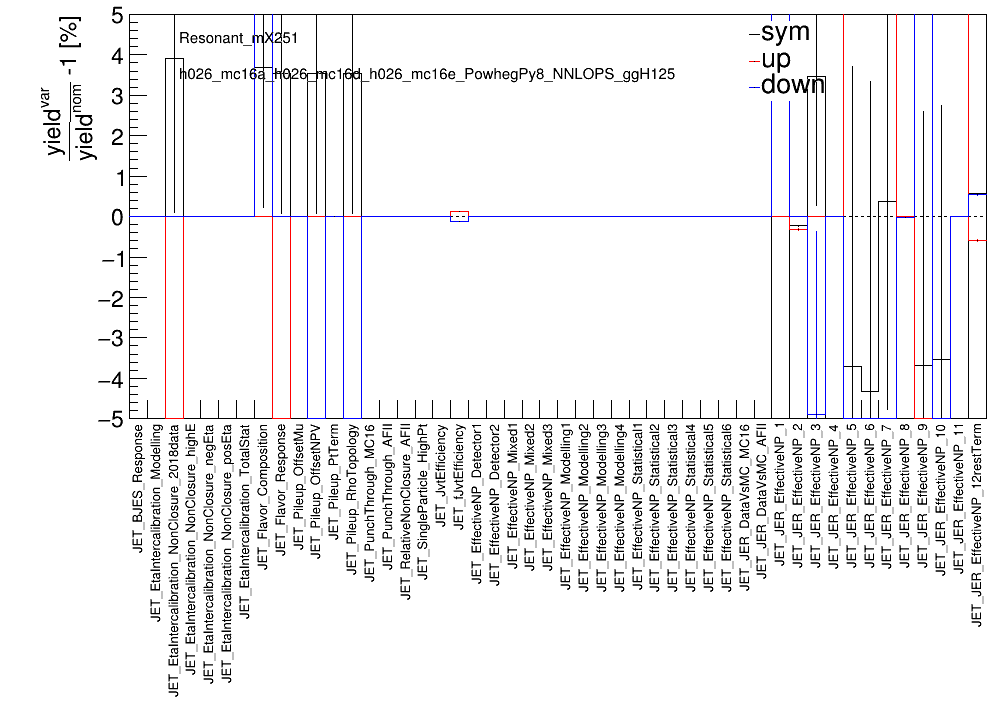 yield^var / yield^nom -1 [%]
Resonant_mX251
h026_mc16a_h026_mc16d_h026_mc16e_PowhegPy8_NNLOPS_ggH125
sym
up
down
5
4
3
2
1
0
−1
−2
−3
−4
−5
JET_BJES_Response
JET_EtaIntercalibration_Modelling
JET_EtaIntercalibration_NonClosure_2018data
JET_EtaIntercalibration_NonClosure_highE
JET_EtaIntercalibration_NonClosure_negEta
JET_EtaIntercalibration_NonClosure_posEta
JET_EtaIntercalibration_TotalStat
JET_Flavor_Composition
JET_Flavor_Response
JET_Pileup_OffsetMu
JET_Pileup_OffsetNPV
JET_Pileup_PtTerm
JET_Pileup_RhoTopology
JET_PunchThrough_MC16
JET_PunchThrough_AFII
JET_RelativeNonClosure_AFII
JET_SingleParticle_HighPt
JET_JvtEfficiency
JET_fJvtEfficiency
JET_EffectiveNP_Detector1
JET_EffectiveNP_Detector2
JET_EffectiveNP_Mixed1
JET_EffectiveNP_Mixed2
JET_EffectiveNP_Mixed3
JET_EffectiveNP_Modelling1
JET_EffectiveNP_Modelling2
JET_EffectiveNP_Modelling3
JET_EffectiveNP_Modelling4
JET_EffectiveNP_Statistical1
JET_EffectiveNP_Statistical2
JET_EffectiveNP_Statistical3
JET_EffectiveNP_Statistical4
JET_EffectiveNP_Statistical5
JET_EffectiveNP_Statistical6
JET_JER_DataVsMC_MC16
JET_JER_DataVsMC_AFII
JET_JER_EffectiveNP_1
JET_JER_EffectiveNP_2
JET_JER_EffectiveNP_3
JET_JER_EffectiveNP_4
JET_JER_EffectiveNP_5
JET_JER_EffectiveNP_6
JET_JER_EffectiveNP_7
JET_JER_EffectiveNP_8
JET_JER_EffectiveNP_9
JET_JER_EffectiveNP_10
JET_JER_EffectiveNP_11
JET_JER_EffectiveNP_12restTerm